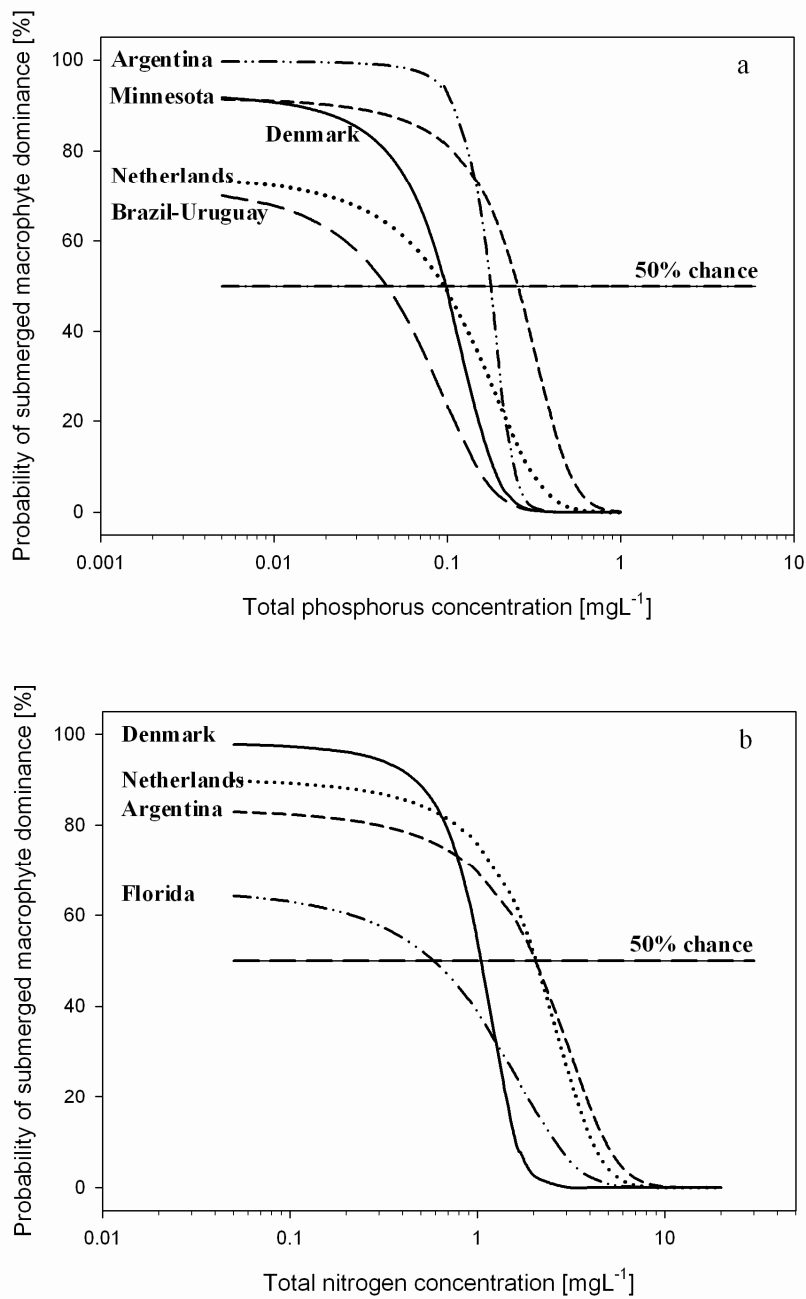 a
Probability of submerged macrophyte dominance [%]
100
80
60
40
20
0
Argentina
Minnesota
Denmark
Netherlands
Brazil-Uruguay
50% chance
0.001
0.01
0.1
1
10
Total phosphorus concentration [mgL-1]
b
Probability of submerged macrophyte dominance [%]
100
80
60
40
20
0
Denmark
Netherlands
Argentina
Florida
50% chance
0.01
0.1
1
10
Total nitrogen concentration [mgL-1]